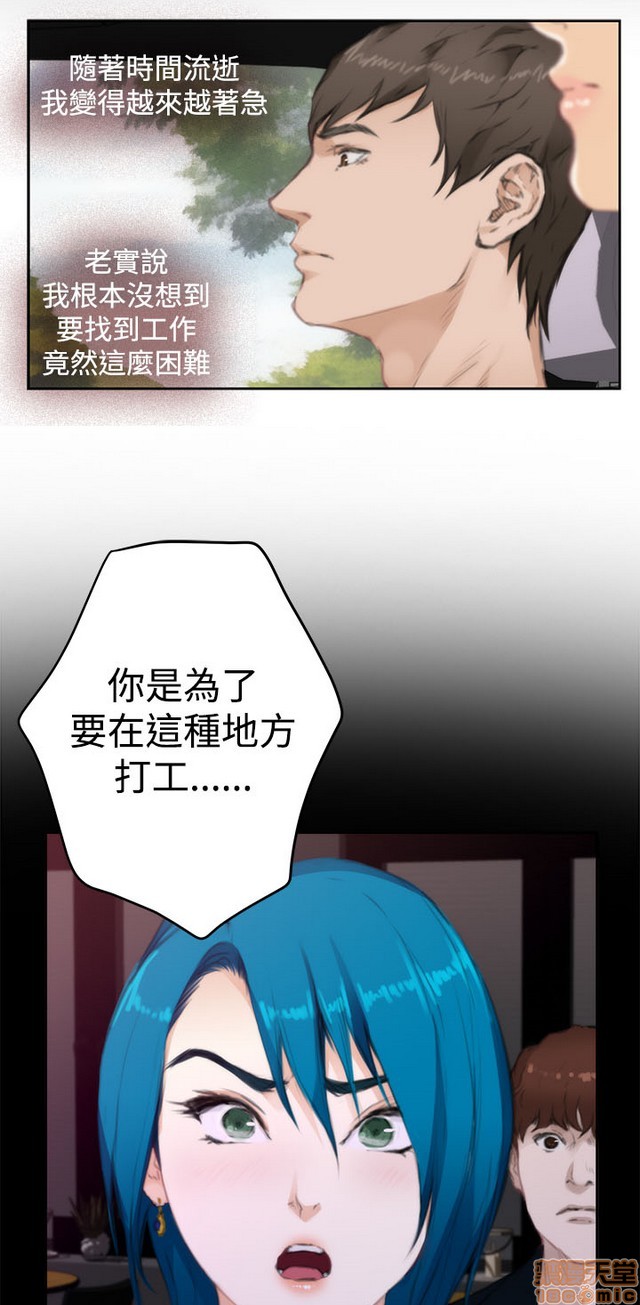 隨著時間流逝
我變得越來越著急
老實說
我根本沒想到
要找到工作
竟然這麼困難
你是為了
要在這種地方
打工……